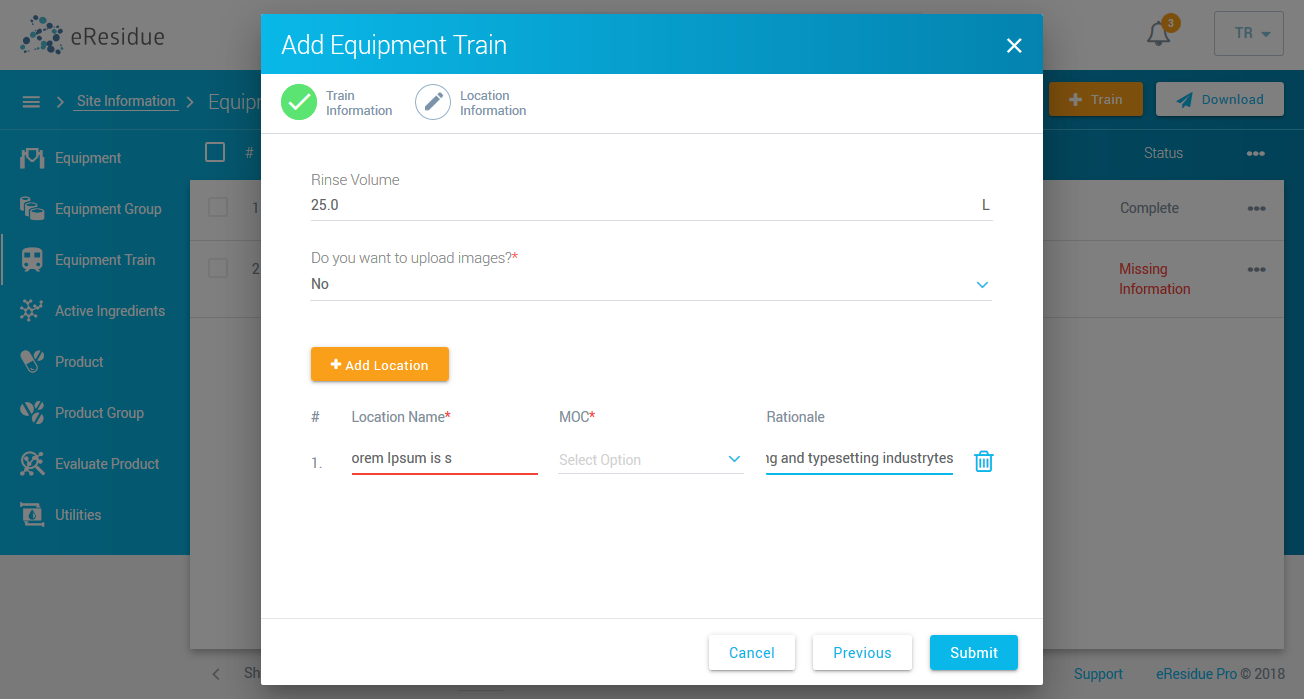 eResidue
Add Equipment Train
3
TR
Site Information
Train
Information
Location
Information
Train
Download
#
Status
Equipment
Equipment Group
Equipment Train
Active Ingredients
Product
Product Group
Evaluate Product
Utilities
1
Complete
2
Missing
Information
Rinse Volume
25.0 L
Do you want to upload images?*
No
Add Location
# Location Name* MOC* Rationale
1. orem Ipsum is s Select Option ng and typesetting industrytes
Cancel Previous Submit
Support eResidue Pro © 2018